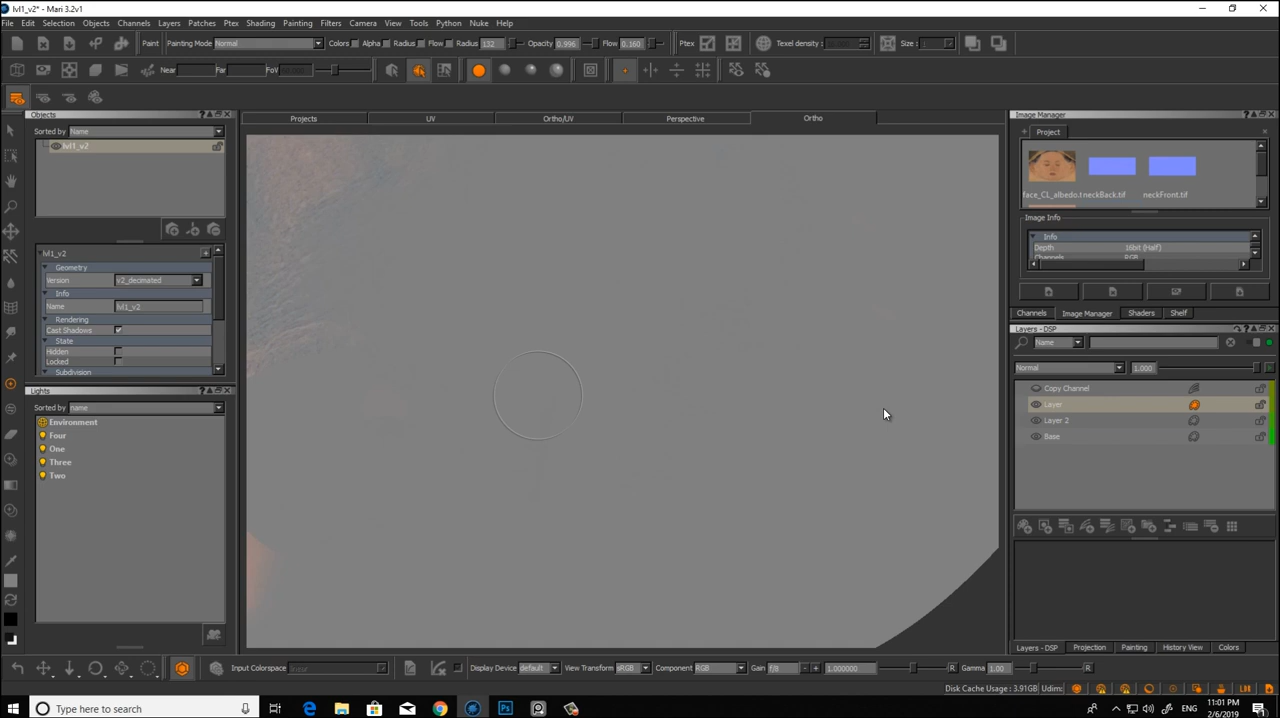 lvl1_v2* - Mari 3.2v1
File Edit Selection Objects Channels Layers Patches Ptex Shading Painting Filters Camera View Tools Python Nuke Help
Paint Painting Mode Normal Colors Alpha Radius Flow Radius 132 Opacity 0.996 Flow 0.160 Ptex Texel density: Size :
Near Far FoV
Objects
Sorted by Name
lvl1_v2
lvl1_v2
Geometry
Version v2_decimated
Info
Name lvl1_v2
Rendering
Cast Shadows
State
Hidden
Locked
Subdivision
Lights
Sorted by name
Environment
Four
One
Three
Two
Projects UV Ortho/UV Perspective Ortho
Image Manager
Project
face_CL_albedo.t neckBack.tif neckFront.tif
Image Info
Info
Depth 16bit (Half)
Channels RGB
Channels Image Manager Shaders Shelf
Layers - DSP
Name
Normal 1.000
Copy Channel
Layer
Layer 2
Base
Layers - DSP Projection Painting History View Colors
Input Colorspace linear Display Device default View Transform sRGB Component RGB Gain f/8 1.000000 R Gamma 1.00 R
Disk Cache Usage : 3.91GB Udim:
Type here to search
ENG
11:01 PM
2/6/2019